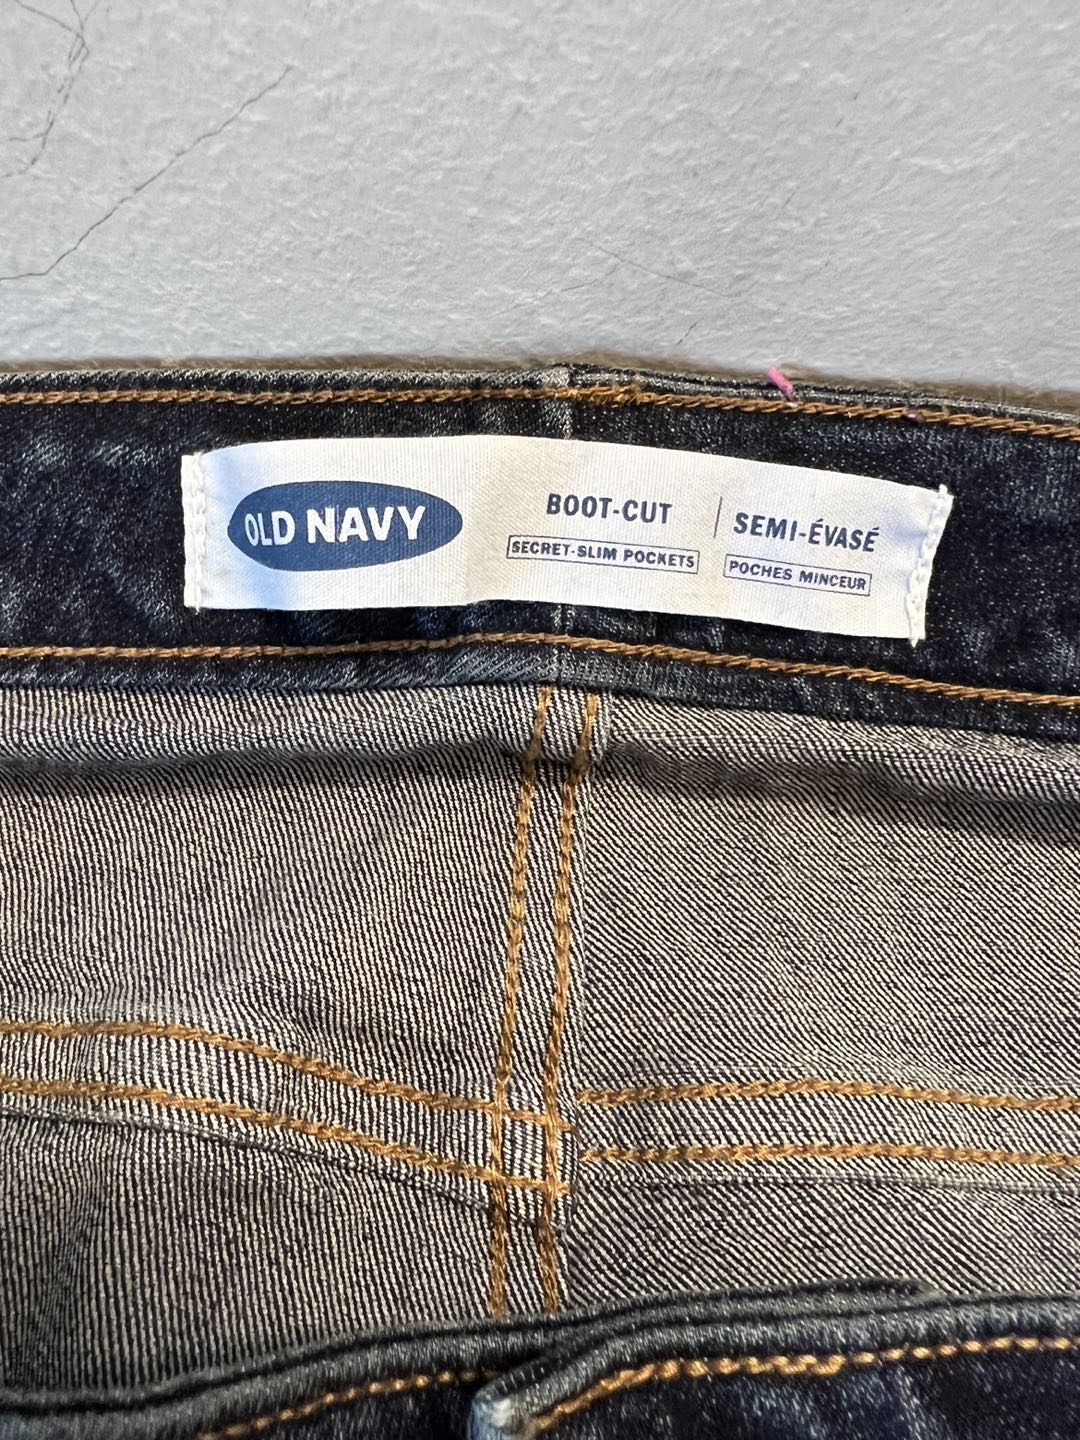 OLD NAVY
BOOT-CUT
SECRET-SLIM POCKETS
SEMI-ÉVASÉ
POCHES MINCEUR